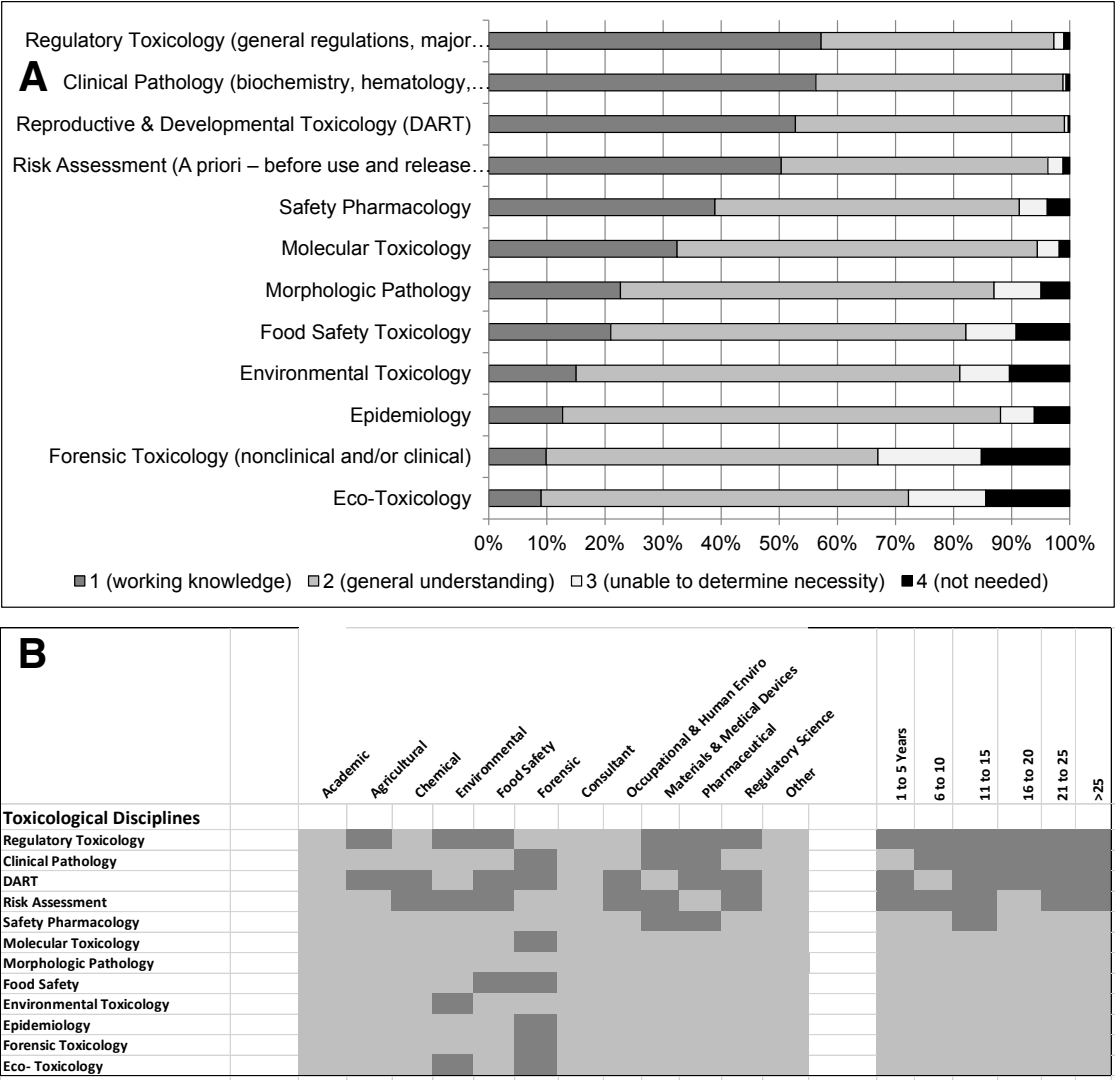 A
Regulatory Toxicology (general regulations, major…
Clinical Pathology (biochemistry, hematology,…
Reproductive & Developmental Toxicology (DART)
Risk Assessment (A priori – before use and release…
Safety Pharmacology
Molecular Toxicology
Morphologic Pathology
Food Safety Toxicology
Environmental Toxicology
Epidemiology
Forensic Toxicology (nonclinical and/or clinical)
Eco-Toxicology
0% 10% 20% 30% 40% 50% 60% 70% 80% 90% 100%
1 (working knowledge) 2 (general understanding) 3 (unable to determine necessity) 4 (not needed)
B
Academic
Agricultural
Chemical
Environmental
Food Safety
Forensic
Consultant
Occupational & Human Enviro
Materials & Medical Devices
Pharmaceutical
Regulatory Science
Other
1 to 5 Years
6 to 10
11 to 15
16 to 20
21 to 25
>25
Toxicological Disciplines
Regulatory Toxicology
Clinical Pathology
DART
Risk Assessment
Safety Pharmacology
Molecular Toxicology
Morphologic Pathology
Food Safety
Environmental Toxicology
Epidemiology
Forensic Toxicology
Eco- Toxicology